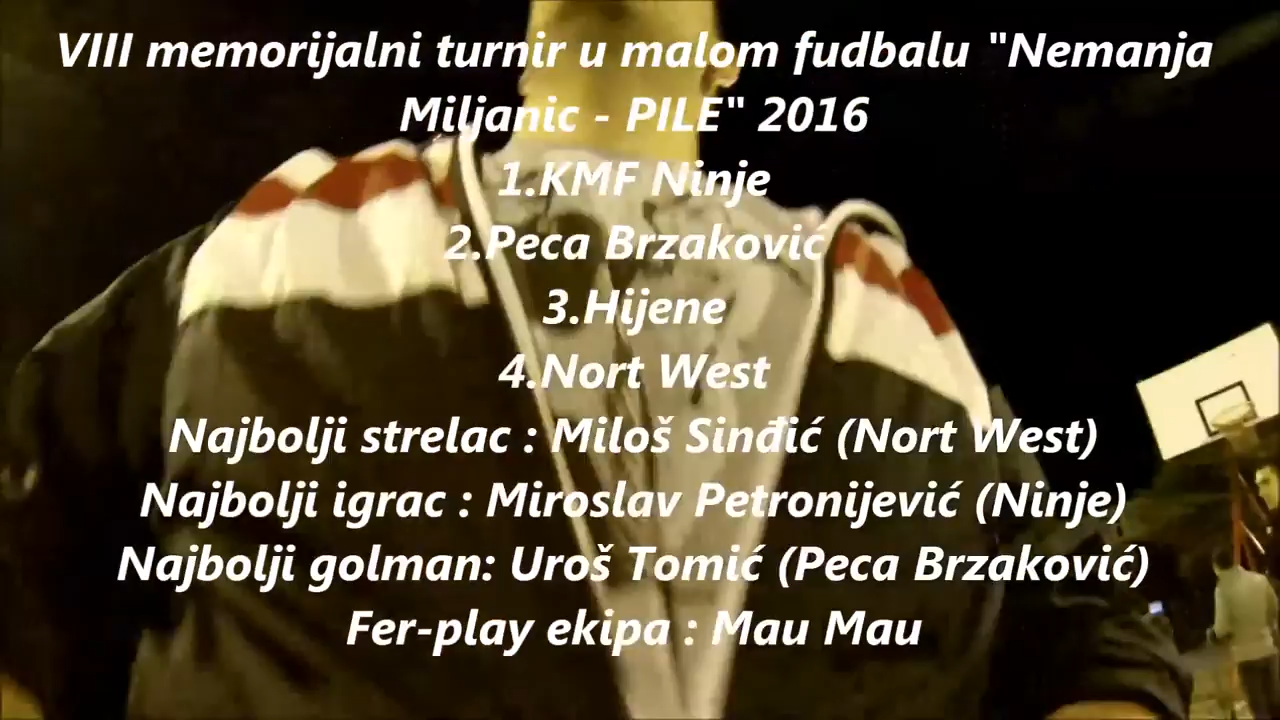 VIII memorijalni turnir u malom fudbalu "Nemanja
Miljanic - PILE" 2016
1.KMF Ninje
2.Peca Brzaković
3.Hijene
4.Nort West
Najbolji strelac : Miloš Sinđić (Nort West)
Najbolji igrac : Miroslav Petronijević (Ninje)
Najbolji golman: Uroš Tomić (Peca Brzaković)
Fer-play ekipa : Mau Mau